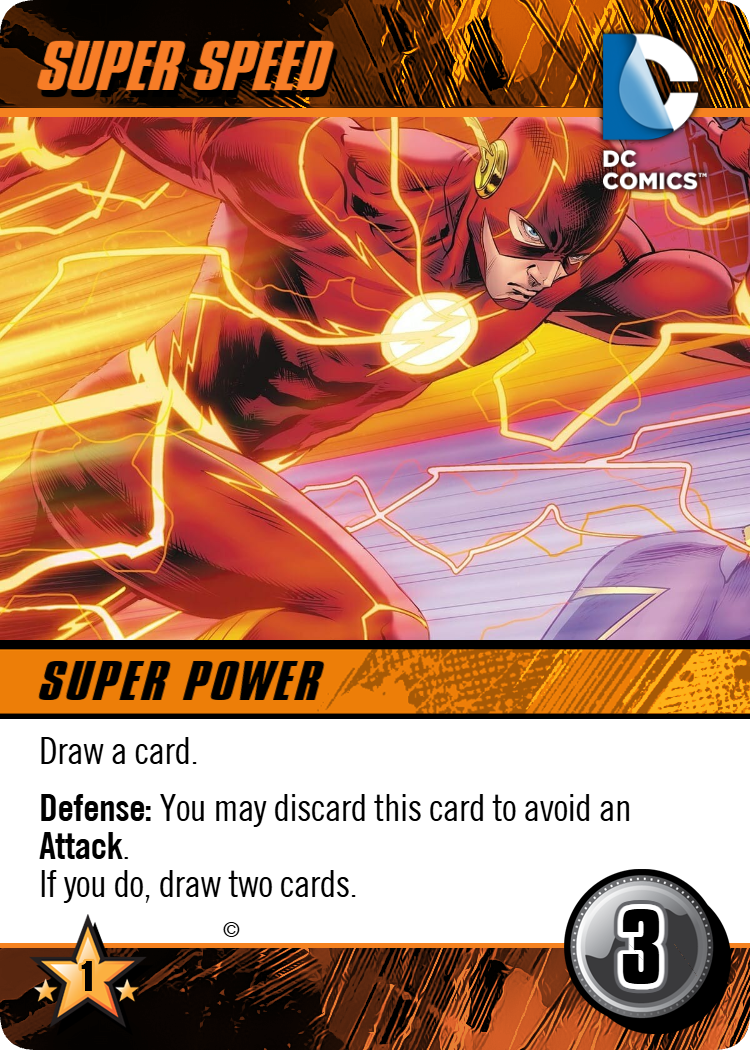 SUPER SPEED
DC
COMICS™
SUPER POWER
Draw a card.
Defense: You may discard this card to avoid an
Attack.
If you do, draw two cards.
©
1
3